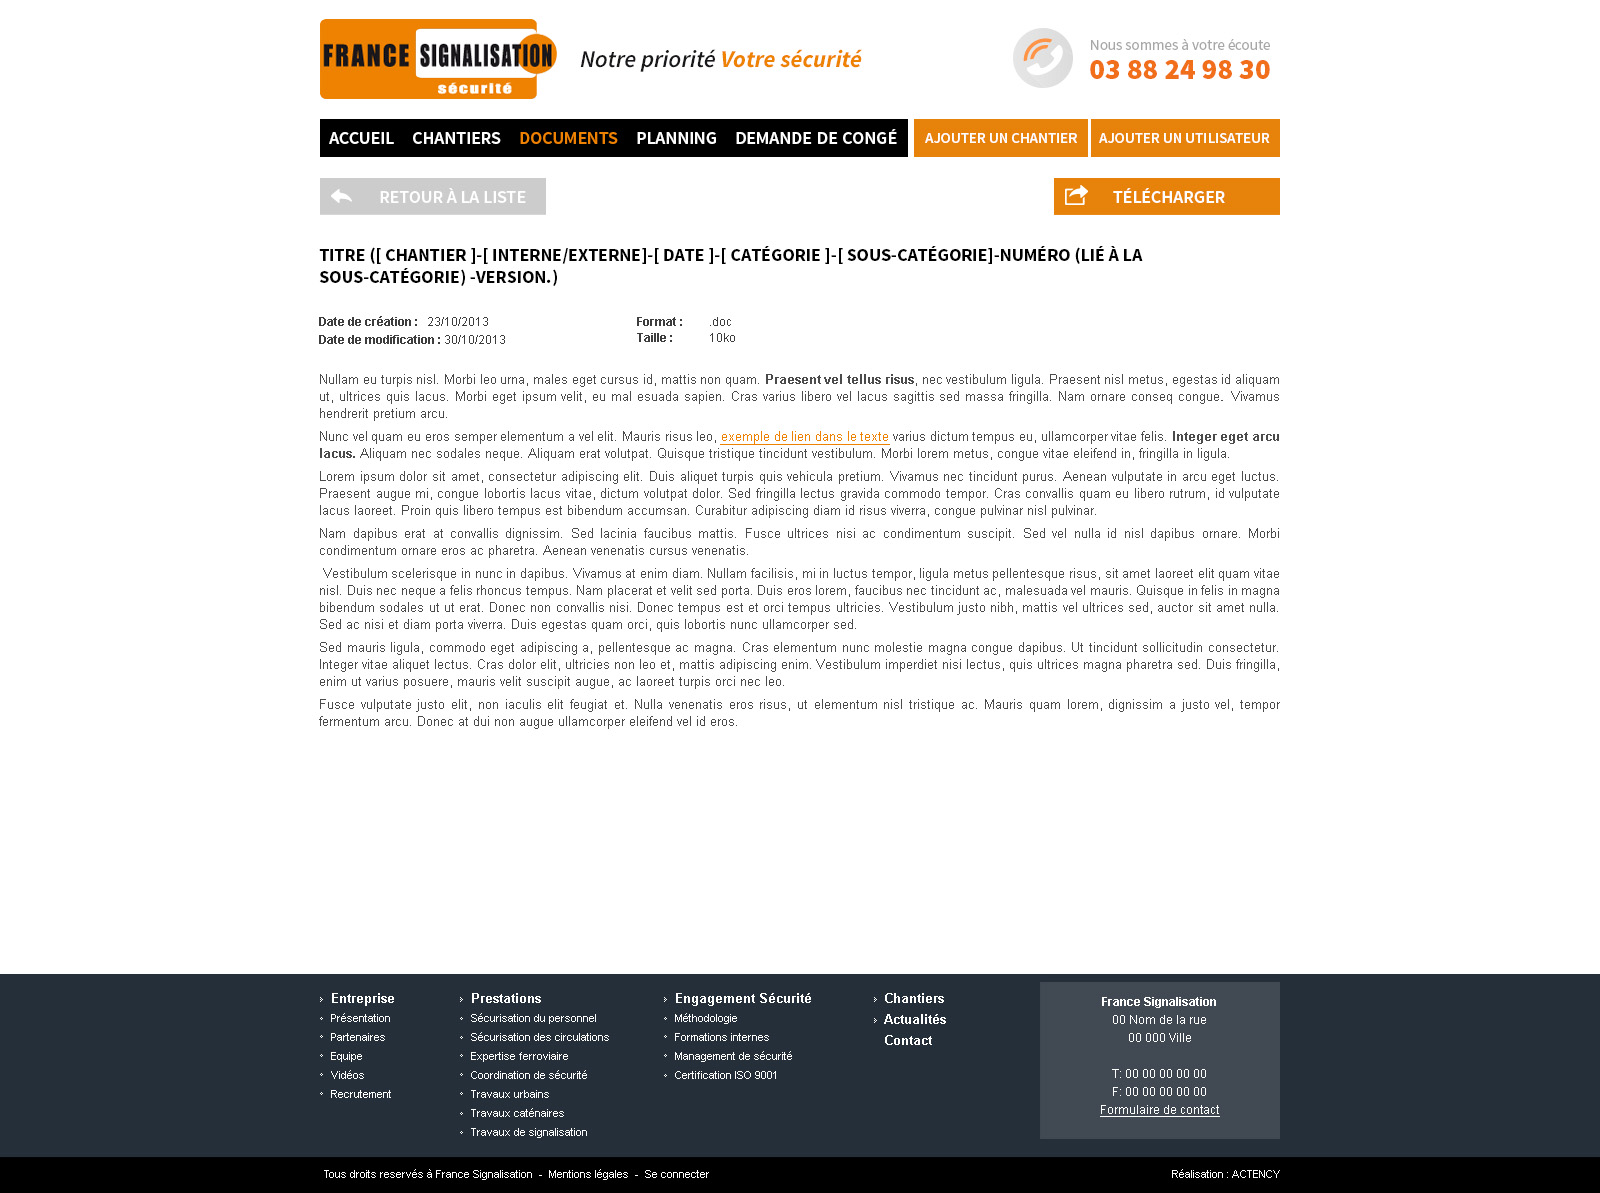 FRANCE SIGNALISATION
sécurité
Notre priorité Votre sécurité
Nous sommes à votre écoute
03 88 24 98 30
ACCUEIL CHANTIERS DOCUMENTS PLANNING DEMANDE DE CONGÉ AJOUTER UN CHANTIER AJOUTER UN UTILISATEUR
RETOUR À LA LISTE TÉLÉCHARGER
TITRE ([ CHANTIER ]-[ INTERNE/EXTERNE]-[ DATE ]-[ CATÉGORIE ]-[ SOUS-CATÉGORIE]-NUMÉRO (LIÉ À LA
SOUS-CATÉGORIE) -VERSION.)
Date de création : 23/10/2013 Format : .doc
Date de modification : 30/10/2013 Taille : 10ko
Nullam eu turpis nisl. Morbi leo urna, males eget cursus id, mattis non quam. Praesent vel tellus risus, nec vestibulum ligula. Praesent nisl metus, egestas id aliquam
ut, ultrices quis lacus. Morbi eget ipsum velit, eu mal esuada sapien. Cras varius libero vel lacus sagittis sed massa fringilla. Nam ornare conseq congue. Vivamus
hendrerit pretium arcu.
Nunc vel quam eu eros semper elementum a vel elit. Mauris risus leo, exemple de lien dans le texte varius dictum tempus eu, ullamcorper vitae felis. Integer eget arcu
lacus. Aliquam nec sodales neque. Aliquam erat volutpat. Quisque tristique tincidunt vestibulum. Morbi lorem metus, congue vitae eleifend in, fringilla in ligula.
Lorem ipsum dolor sit amet, consectetur adipiscing elit. Duis aliquet turpis quis vehicula pretium. Vivamus nec tincidunt purus. Aenean vulputate in arcu eget luctus.
Praesent augue mi, congue lobortis lacus vitae, dictum volutpat dolor. Sed fringilla lectus gravida commodo tempor. Cras convallis quam eu libero rutrum, id vulputate
lacus laoreet. Proin quis libero tempus est bibendum accumsan. Curabitur adipiscing diam id risus viverra, congue pulvinar nisl pulvinar.
Nam dapibus erat at convallis dignissim. Sed lacinia faucibus mattis. Fusce ultrices nisi ac condimentum suscipit. Sed vel nulla id nisl dapibus ornare. Morbi
condimentum ornare eros ac pharetra. Aenean venenatis cursus venenatis.
Vestibulum scelerisque in nunc in dapibus. Vivamus at enim diam. Nullam facilisis, mi in luctus tempor, ligula metus pellentesque risus, sit amet laoreet elit quam vitae
nisl. Duis nec neque a felis rhoncus tempus. Nam placerat et velit sed porta. Duis eros lorem, faucibus nec tincidunt ac, malesuada vel mauris. Quisque in felis in magna
bibendum sodales ut ut erat. Donec non convallis nisi. Donec tempus est et orci tempus ultricies. Vestibulum justo nibh, mattis vel ultrices sed, auctor sit amet nulla.
Sed ac nisi et diam porta viverra. Duis egestas quam orci, quis lobortis nunc ullamcorper sed.
Sed mauris ligula, commodo eget adipiscing a, pellentesque ac magna. Cras elementum nunc molestie magna congue dapibus. Ut tincidunt sollicitudin consectetur.
Integer vitae aliquet lectus. Cras dolor elit, ultricies non leo et, mattis adipiscing enim. Vestibulum imperdiet nisi lectus, quis ultrices magna pharetra sed. Duis fringilla,
enim ut varius posuere, mauris velit suscipit augue, ac laoreet turpis orci nec leo.
Fusce vulputate justo elit, non iaculis elit feugiat et. Nulla venenatis eros risus, ut elementum nisl tristique ac. Mauris quam lorem, dignissim a justo vel, tempor
fermentum arcu. Donec at dui non augue ullamcorper eleifend vel id eros.
Entreprise
Présentation
Partenaires
Equipe
Vidéos
Recrutement
Prestations
Sécurisation du personnel
Sécurisation des circulations
Expertise ferroviaire
Coordination de sécurité
Travaux urbains
Travaux caténaires
Travaux de signalisation
Engagement Sécurité
Méthodologie
Formations internes
Management de sécurité
Certification ISO 9001
Chantiers
Actualités
Contact
France Signalisation
00 Nom de la rue
00 000 Ville
T: 00 00 00 00 00
F: 00 00 00 00 00
Formulaire de contact
Tous droits reservés à France Signalisation - Mentions légales - Se connecter Réalisation : ACTENCY